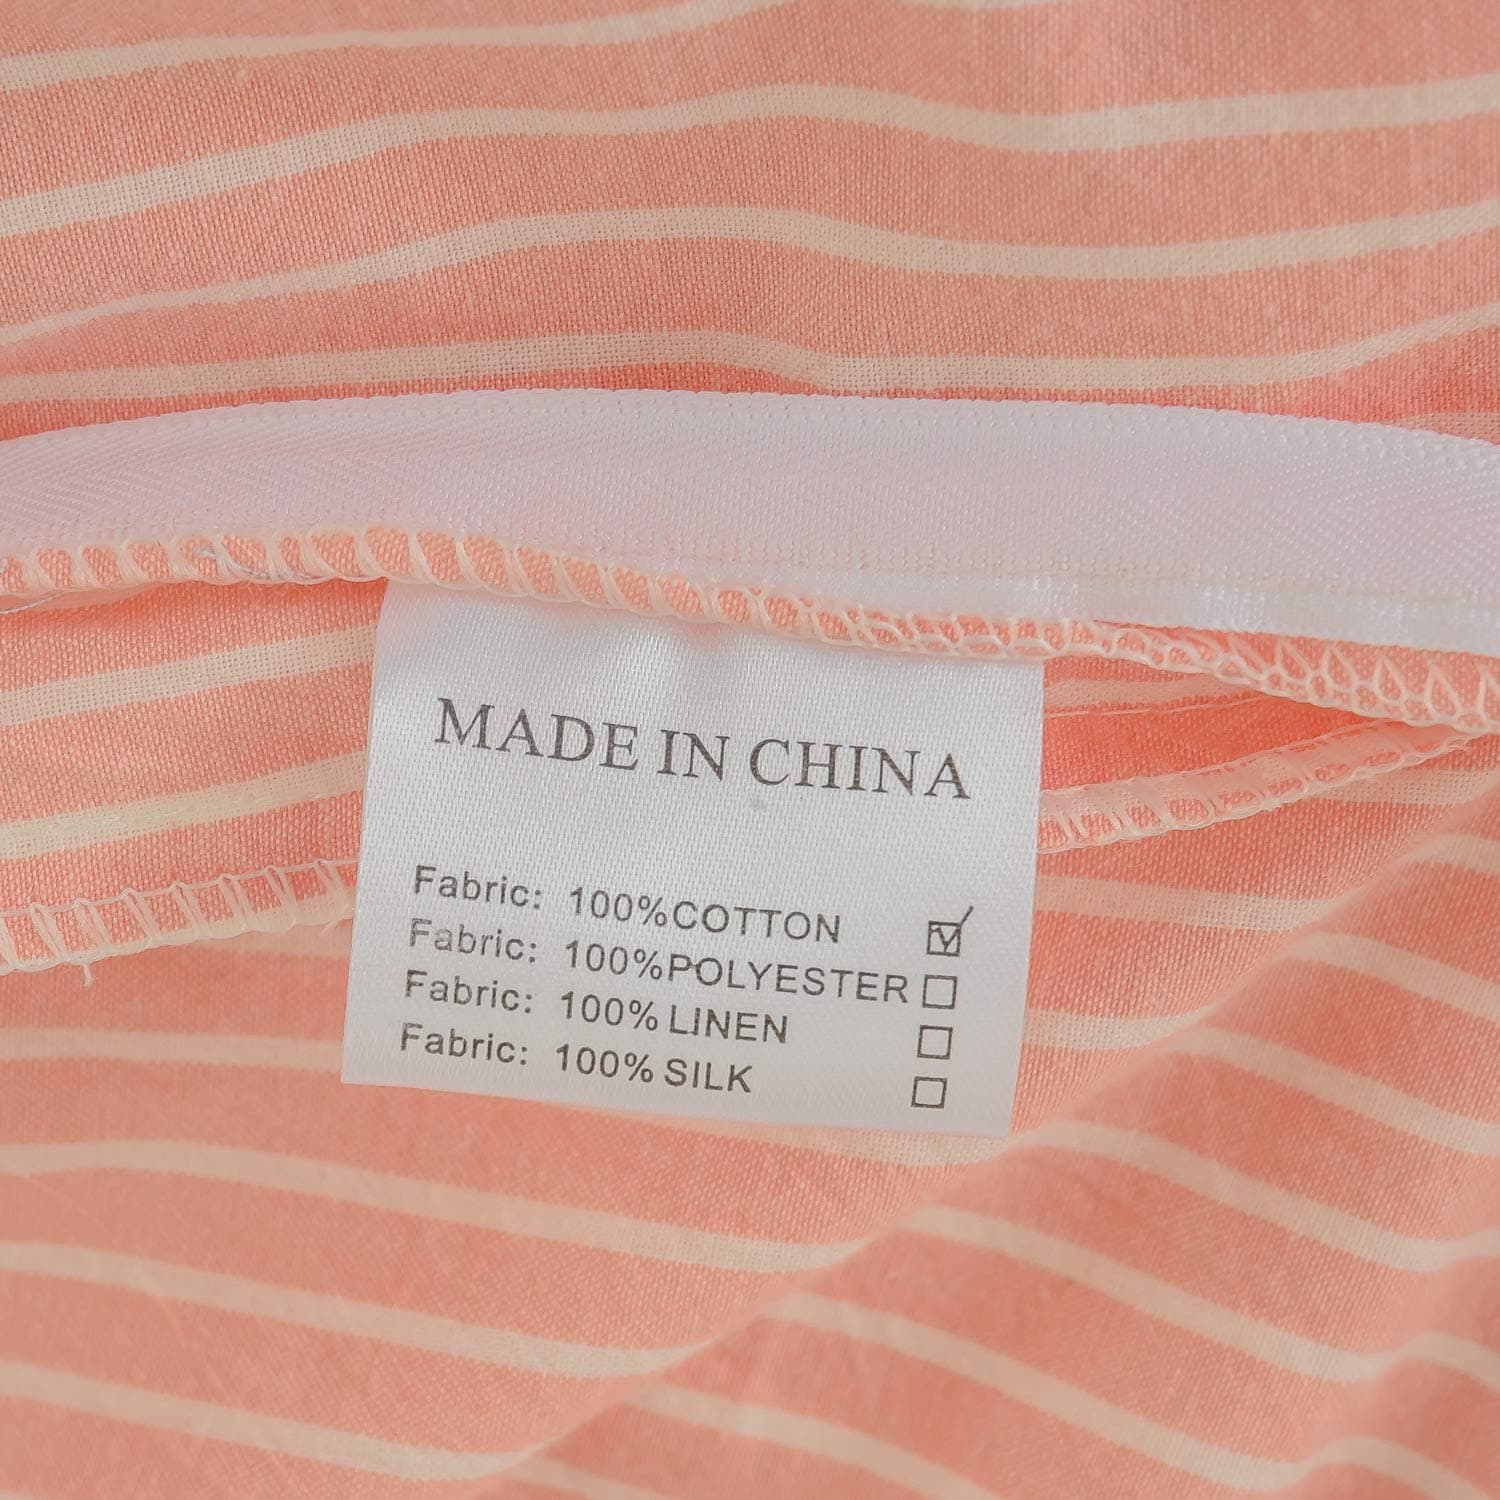 MADE IN CHINA
Fabric: 100%COTTON ☑
Fabric: 100%POLYESTER ☐
Fabric: 100% LINEN ☐
Fabric: 100% SILK ☐